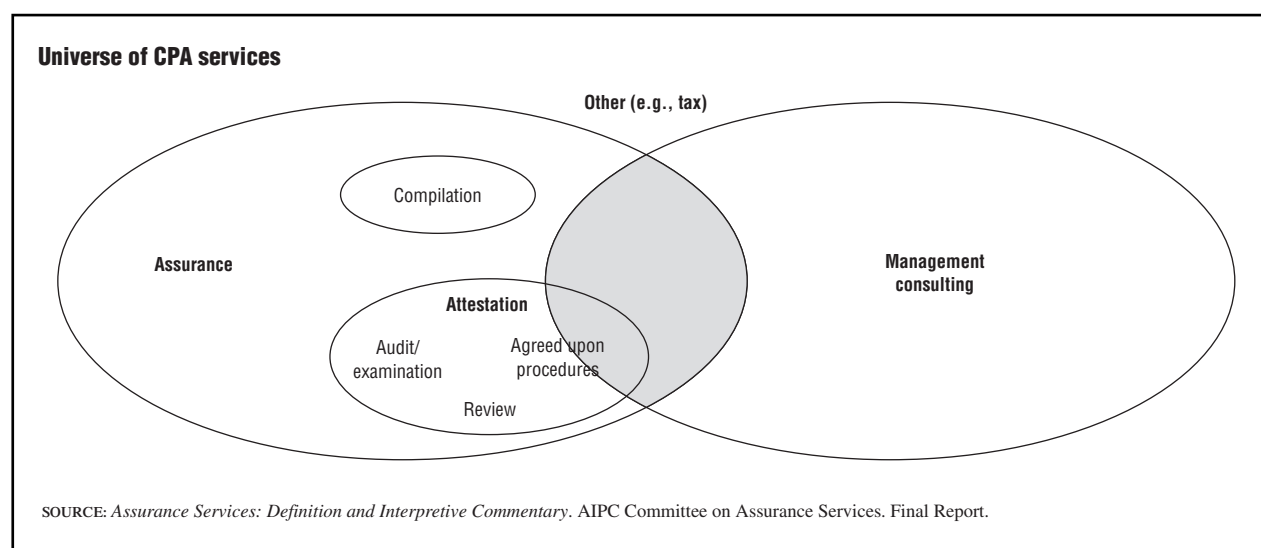 Universe of CPA services
Other (e.g., tax)
Compilation
Assurance
Management
consulting
Attestation
Audit/
examination
Agreed upon
procedures
Review
SOURCE: Assurance Services: Definition and Interpretive Commentary. AIPC Committee on Assurance Services. Final Report.